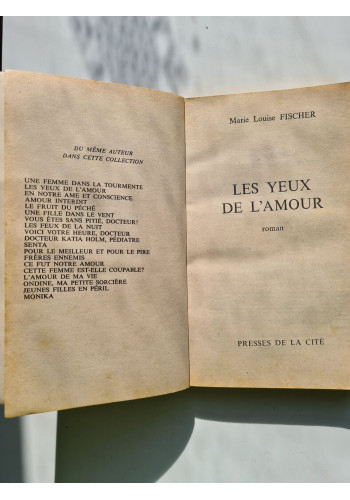 DU MÊME AUTEUR
DANS CETTE COLLECTION
UNE FEMME DANS LA TOURMENTE
LES YEUX DE L'AMOUR
EN NOTRE AME ET CONSCIENCE
AMOUR INTERDIT
LE FRUIT DU PÉCHÉ
UNE FILLE DANS LE VENT
VOUS ÊTES SANS PITIÉ, DOCTEUR!
LES FEUX DE LA NUIT
VOICI VOTRE HEURE, DOCTEUR
DOCTEUR KATIA HOLM, PÉDIATRE
SENTA
POUR LE MEILLEUR ET POUR LE PIRE
FRÈRES ENNEMIS
CE FUT NOTRE AMOUR
CETTE FEMME EST-ELLE COUPABLE?
L'AMOUR DE MA VIE
ONDINE, MA PETITE SORCIÈRE
JEUNES FILLES EN PÉRIL
MONIKA
Marie Louise FISCHER
LES YEUX
DE L'AMOUR
roman
PRESSES DE LA CITÉ